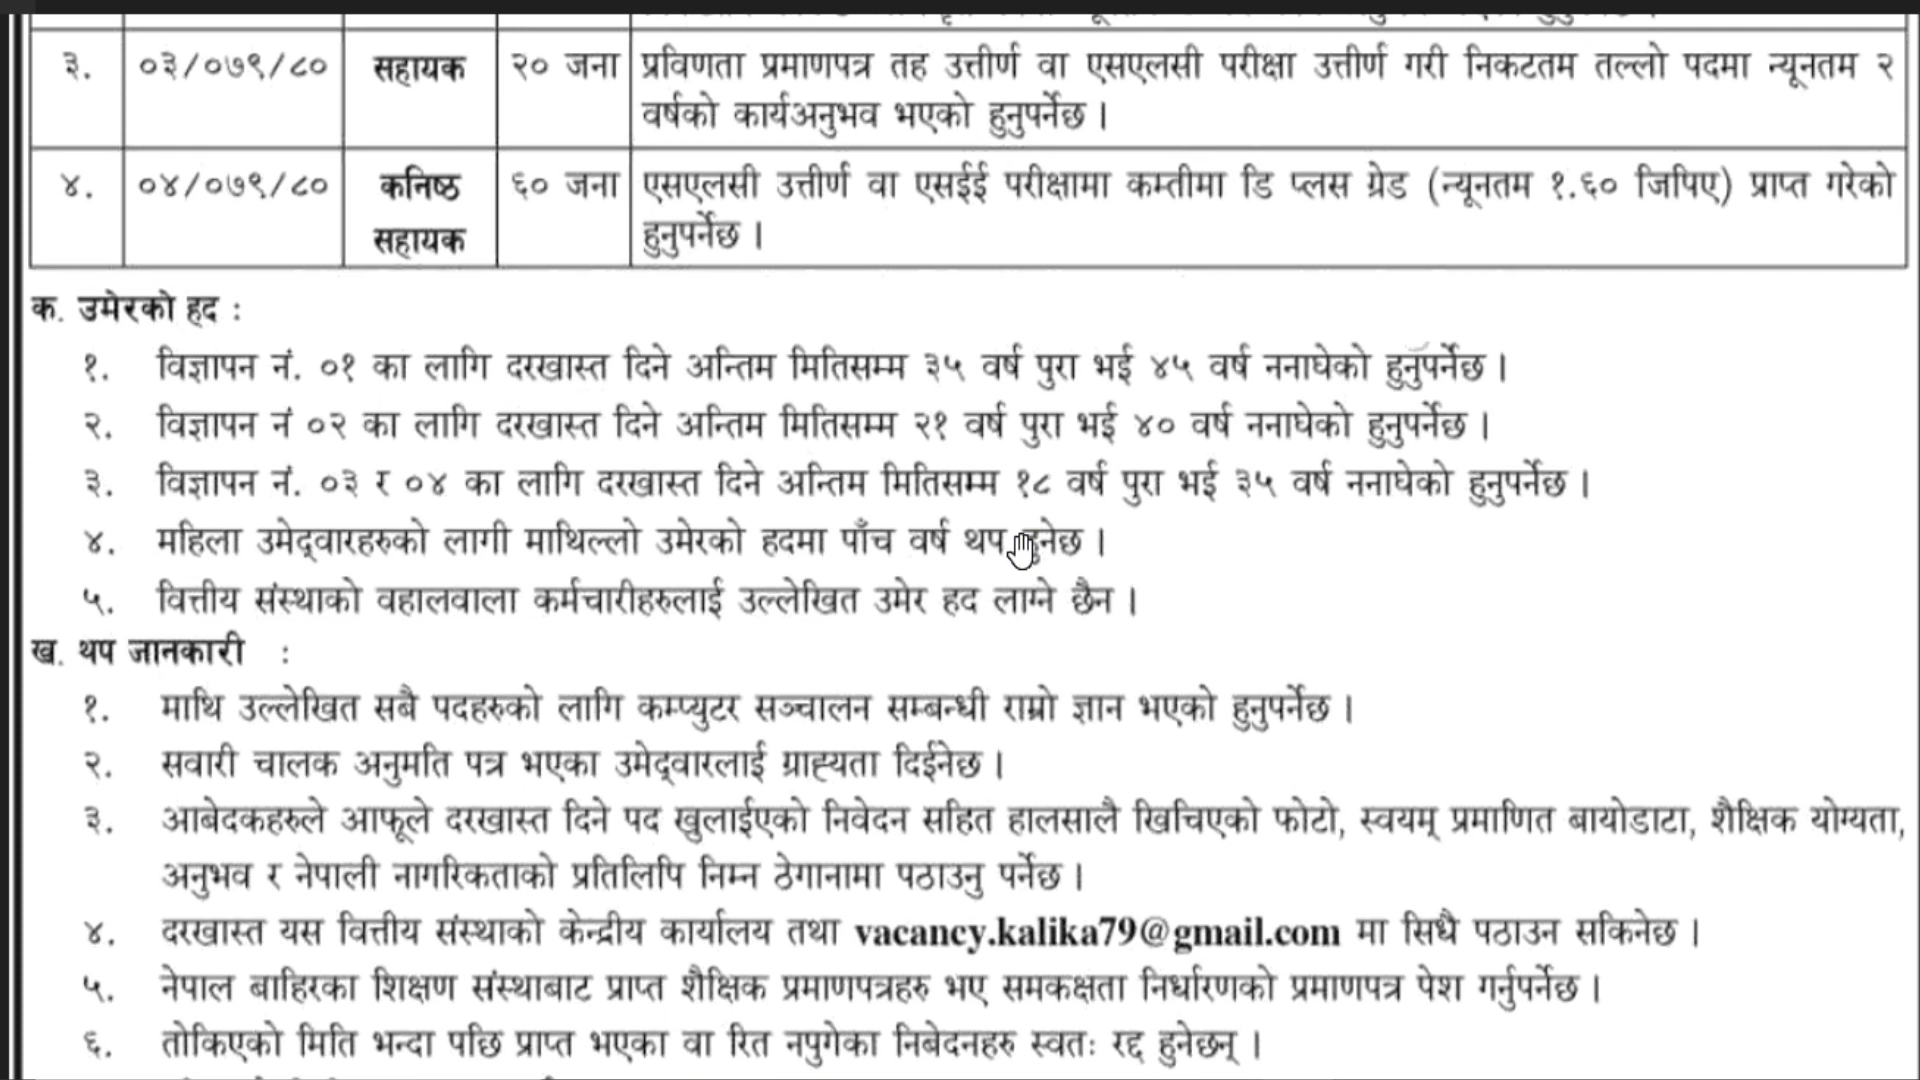 ३. ०३/०७९/८० सहायक २० जना प्रविणता प्रमाणपत्र तह उत्तीर्ण वा एसएलसी परीक्षा उत्तीर्ण गरी निकटतम तल्लो पदमा न्यूनतम २
वर्षको कार्यअनुभव भएको हुनुपर्नेछ ।
४. ०४/०७९/८० कनिष्ठ ६० जना एसएलसी उत्तीर्ण वा एसईई परीक्षामा कम्तीमा डि प्लस ग्रेड (न्यूनतम १.६० जिपिए) प्राप्त गरेको
सहायक हुनुपर्नेछ ।
क. उमेरको हद :
१. विज्ञापन नं. ०१ का लागि दरखास्त दिने अन्तिम मितिसम्म ३५ वर्ष पुरा भई ४५ वर्ष ननाघेको हुनुपर्नेछ ।
२. विज्ञापन नं ०२ का लागि दरखास्त दिने अन्तिम मितिसम्म २१ वर्ष पुरा भई ४० वर्ष ननाघेको हुनुपर्नेछ ।
३. विज्ञापन नं. ०३ र ०४ का लागि दरखास्त दिने अन्तिम मितिसम्म १८ वर्ष पुरा भई ३५ वर्ष ननाघेको हुनुपर्नेछ ।
४. महिला उमेद्वारहरुको लागी माथिल्लो उमेरको हदमा पाँच वर्ष थप हुनेछ ।
५. वित्तीय संस्थाको वहालवाला कर्मचारीहरुलाई उल्लेखित उमेर हद लाग्ने छैन ।
ख. थप जानकारी :
१. माथि उल्लेखित सबै पदहरुको लागि कम्प्युटर सञ्चालन सम्बन्धी राम्रो ज्ञान भएको हुनुपर्नेछ ।
२. सवारी चालक अनुमति पत्र भएका उमेद्वारलाई ग्राह्यता दिईनेछ ।
३. आबेदकहरुले आफूले दरखास्त दिने पद खुलाईएको निवेदन सहित हालसालै खिचिएको फोटो, स्वयम् प्रमाणित बायोडाटा, शैक्षिक योग्यता,
अनुभव र नेपाली नागरिकताको प्रतिलिपि निम्न ठेगानामा पठाउनु पर्नेछ ।
४. दरखास्त यस वित्तीय संस्थाको केन्द्रीय कार्यालय तथा vacancy.kalika79@gmail.com मा सिधै पठाउन सकिनेछ ।
५. नेपाल बाहिरका शिक्षण संस्थाबाट प्राप्त शैक्षिक प्रमाणपत्रहरु भए समकक्षता निर्धारणको प्रमाणपत्र पेश गर्नुपर्नेछ ।
६. तोकिएको मिति भन्दा पछि प्राप्त भएका वा रित नपुगेका निबेदनहरु स्वतः रद्द हुनेछन् ।